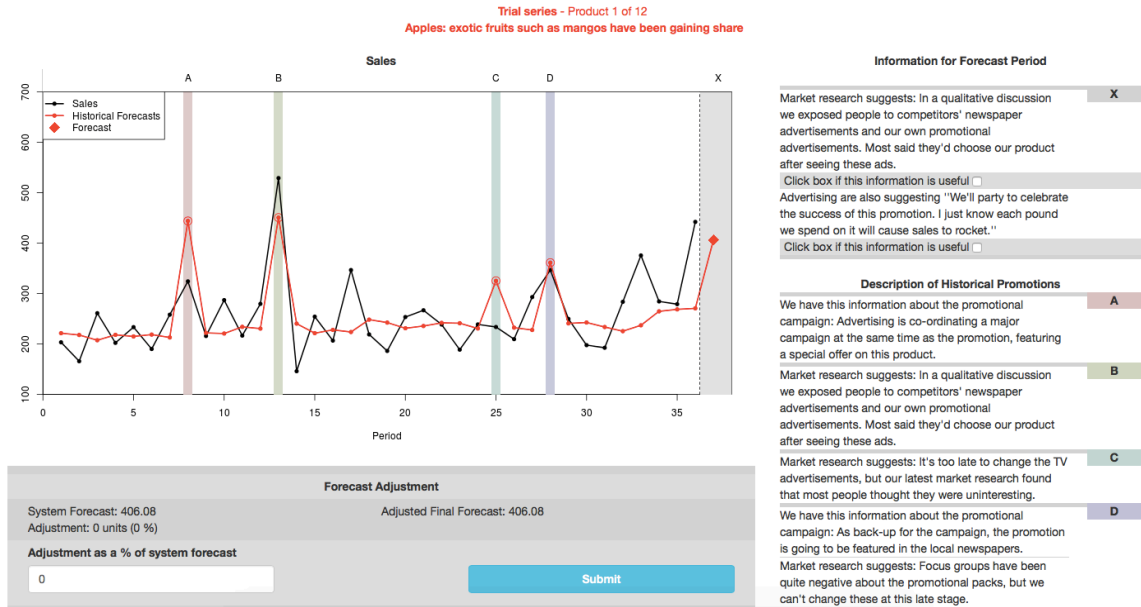 Trial series - Product 1 of 12
Apples: exotic fruits such as mangos have been gaining share
Sales
A B C D X
700
600
500
400
300
200
100
Sales
Historical Forecasts
Forecast
0 5 10 15 20 25 30 35
Period
Forecast Adjustment
System Forecast: 406.08
Adjusted Final Forecast: 406.08
Adjustment: 0 units (0 %)
Adjustment as a % of system forecast
0
Submit
Information for Forecast Period
X
Market research suggests: In a qualitative discussion
we exposed people to competitors' newspaper
advertisements and our own promotional
advertisements. Most said they'd choose our product
after seeing these ads.
Click box if this information is useful
Advertising are also suggesting "We'll party to celebrate
the success of this promotion. I just know each pound
we spend on it will cause sales to rocket."
Click box if this information is useful
Description of Historical Promotions
A
We have this information about the promotional
campaign: Advertising is co-ordinating a major
campaign at the same time as the promotion, featuring
a special offer on this product.
B
Market research suggests: In a qualitative discussion
we exposed people to competitors' newspaper
advertisements and our own promotional
advertisements. Most said they'd choose our product
after seeing these ads.
C
Market research suggests: It's too late to change the TV
advertisements, but our latest market research found
that most people thought they were uninteresting.
D
We have this information about the promotional
campaign: As back-up for the campaign, the promotion
is going to be featured in the local newspapers.
Market research suggests: Focus groups have been
quite negative about the promotional packs, but we
can't change these at this late stage.